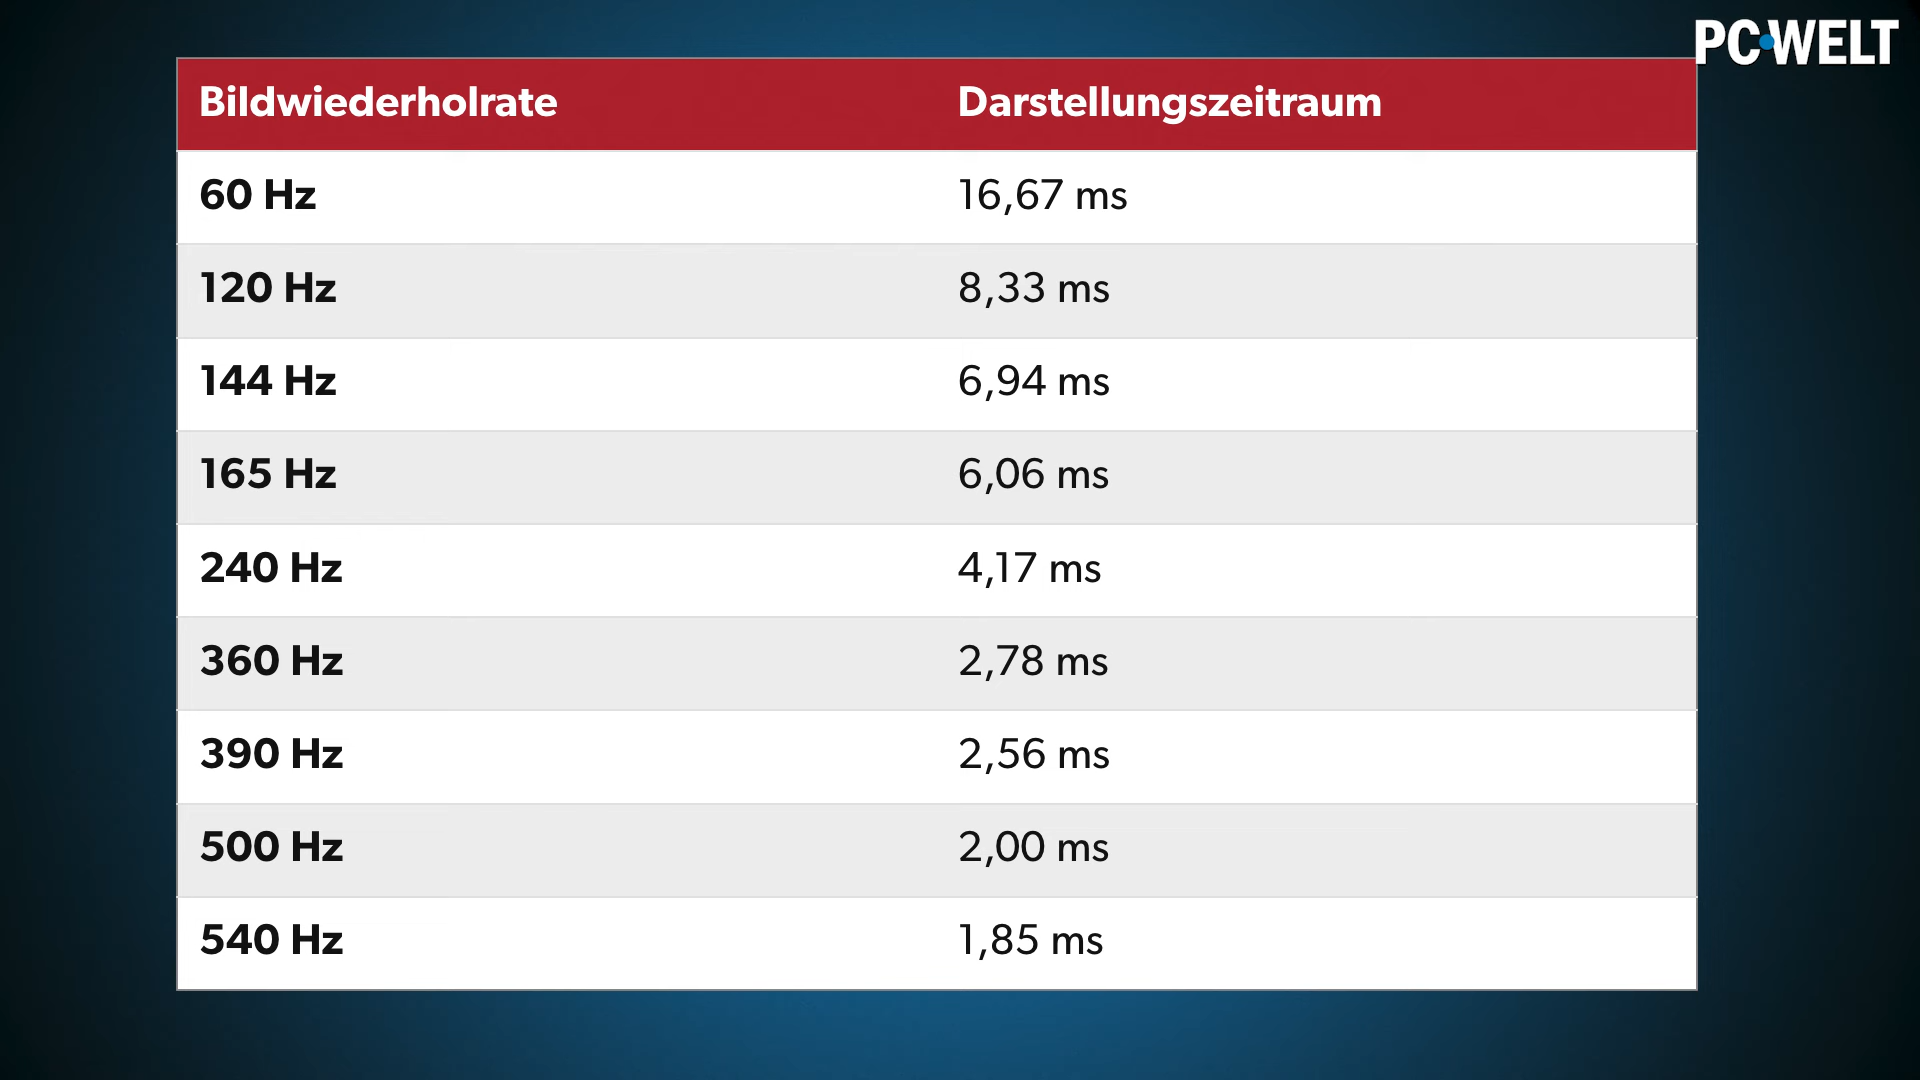 PC WELT
Bildwiederholrate Darstellungszeitraum
60 Hz 16,67 ms
120 Hz 8,33 ms
144 Hz 6,94 ms
165 Hz 6,06 ms
240 Hz 4,17 ms
360 Hz 2,78 ms
390 Hz 2,56 ms
500 Hz 2,00 ms
540 Hz 1,85 ms